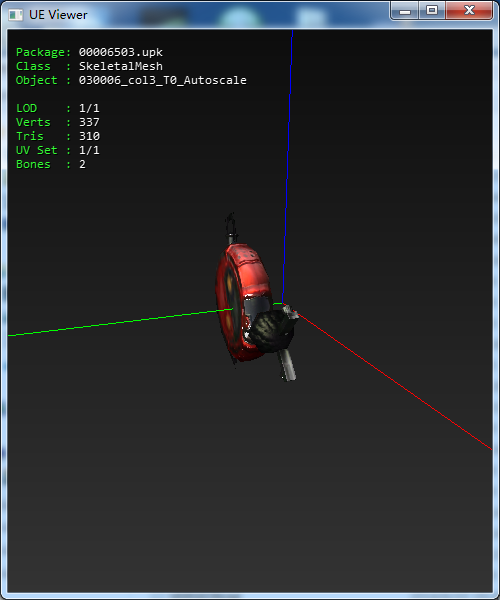 UE Viewer
Package: 00006503.upk
Class : SkeletalMesh
Object : 030006_col3_T0_Autoscale
LOD : 1/1
Verts : 337
Tris : 310
UV Set : 1/1
Bones : 2